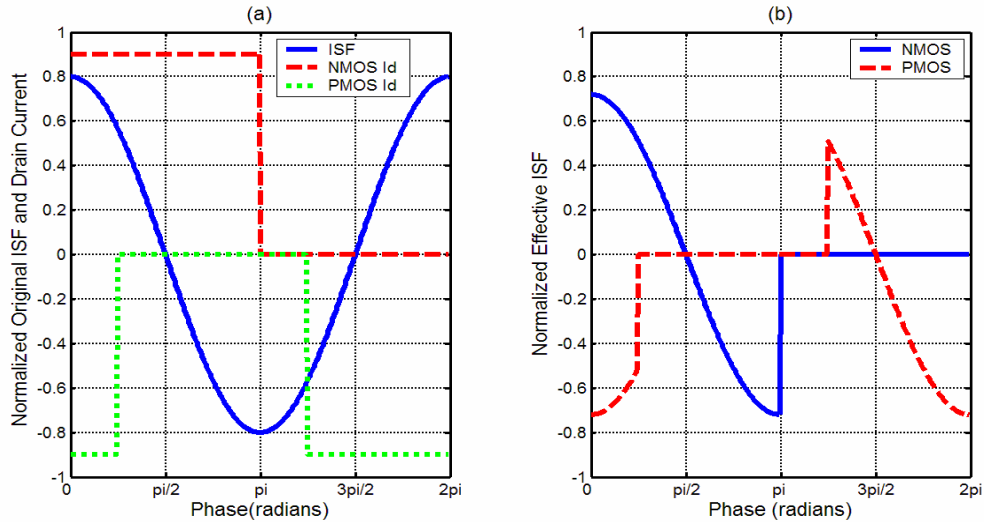 (a)
Normalized Original ISF and Drain Current
1
0.8
0.6
0.4
0.2
0
-0.2
-0.4
-0.6
-0.8
-1
ISF
NMOS Id
PMOS Id
0
pi/2
pi
3pi/2
2pi
Phase(radians)
(b)
Normalized Effective ISF
1
0.8
0.6
0.4
0.2
0
-0.2
-0.4
-0.6
-0.8
-1
NMOS
PMOS
0
pi/2
pi
3pi/2
2pi
Phase (radians)